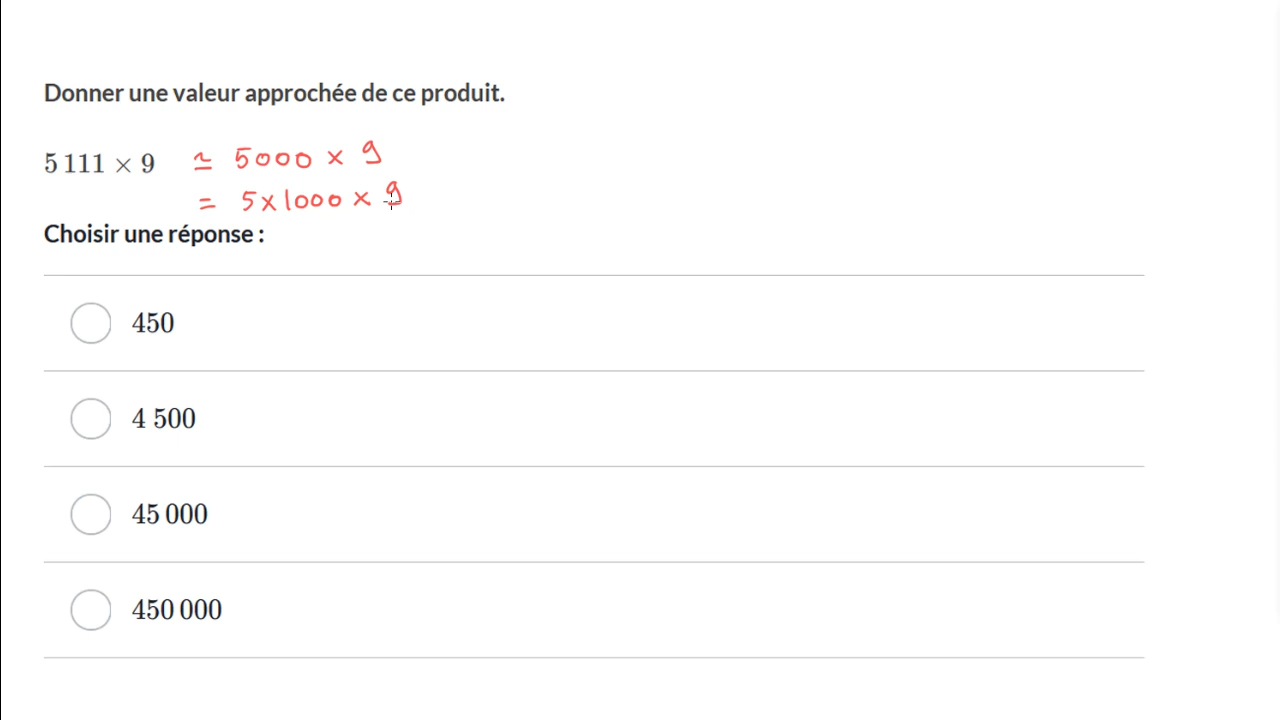 Donner une valeur approchée de ce produit.
5 111 × 9 ≃ 5000 × 9
= 5 × 1000 × 9
Choisir une réponse :
450
4 500
45 000
450 000